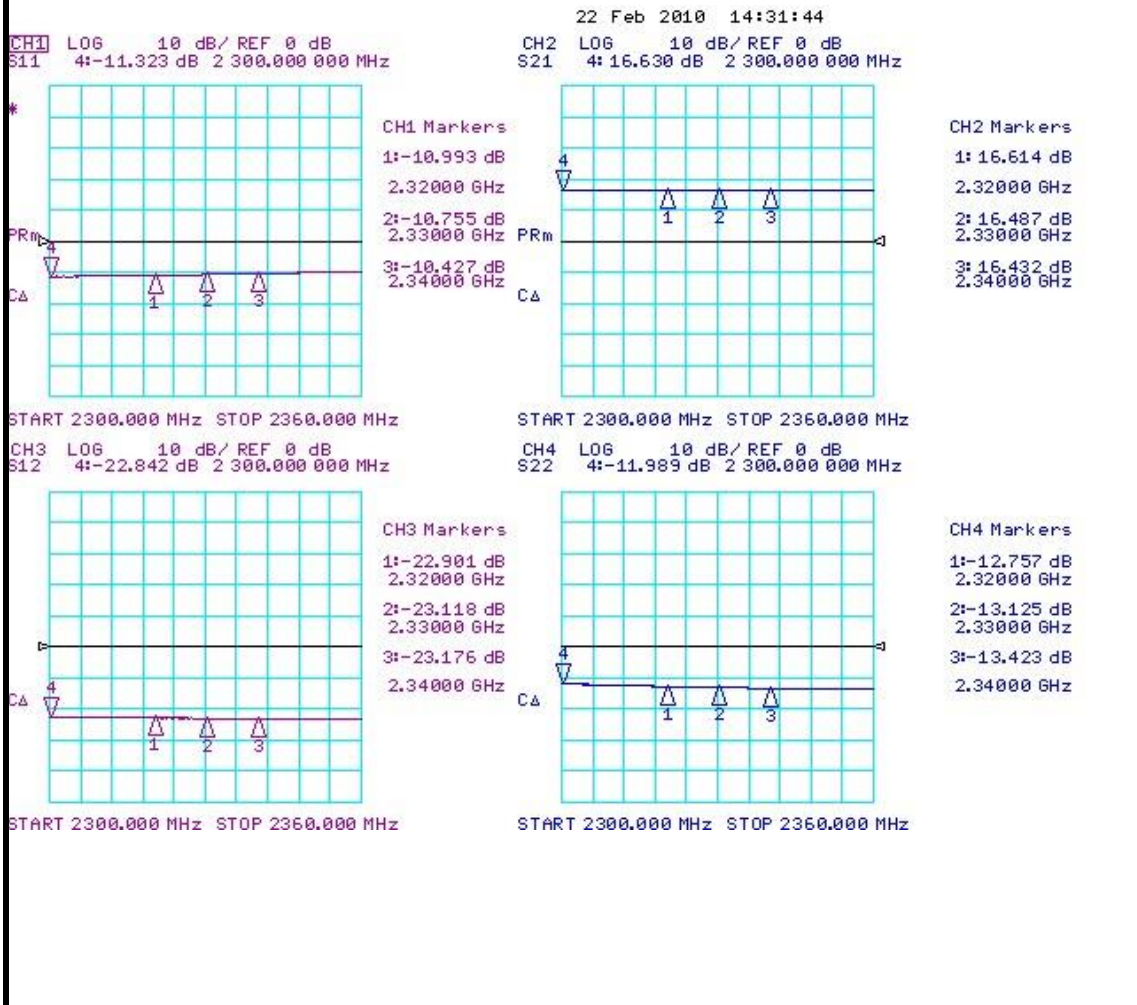 22 Feb 2010 14:31:44
CH1 LOG 10 dB/ REF 0 dB
S11 4:-11.323 dB 2 300.000 000 MHz
*
PRm
CΔ
4
1
2
3
CH1 Markers
1:-10.993 dB
2.32000 GHz
2:-10.755 dB
2.33000 GHz
3:-10.427 dB
2.34000 GHz
START 2300.000 MHz STOP 2360.000 MHz
CH2 LOG 10 dB/ REF 0 dB
S21 4: 16.630 dB 2 300.000 000 MHz
PRm
CΔ
4
1
2
3
CH2 Markers
1: 16.614 dB
2.32000 GHz
2: 16.487 dB
2.33000 GHz
3: 16.432 dB
2.34000 GHz
START 2300.000 MHz STOP 2360.000 MHz
CH3 LOG 10 dB/ REF 0 dB
S12 4:-22.842 dB 2 300.000 000 MHz
CΔ
4
1
2
3
CH3 Markers
1:-22.901 dB
2.32000 GHz
2:-23.118 dB
2.33000 GHz
3:-23.176 dB
2.34000 GHz
START 2300.000 MHz STOP 2360.000 MHz
CH4 LOG 10 dB/ REF 0 dB
S22 4:-11.989 dB 2 300.000 000 MHz
CΔ
4
1
2
3
CH4 Markers
1:-12.757 dB
2.32000 GHz
2:-13.125 dB
2.33000 GHz
3:-13.423 dB
2.34000 GHz
START 2300.000 MHz STOP 2360.000 MHz